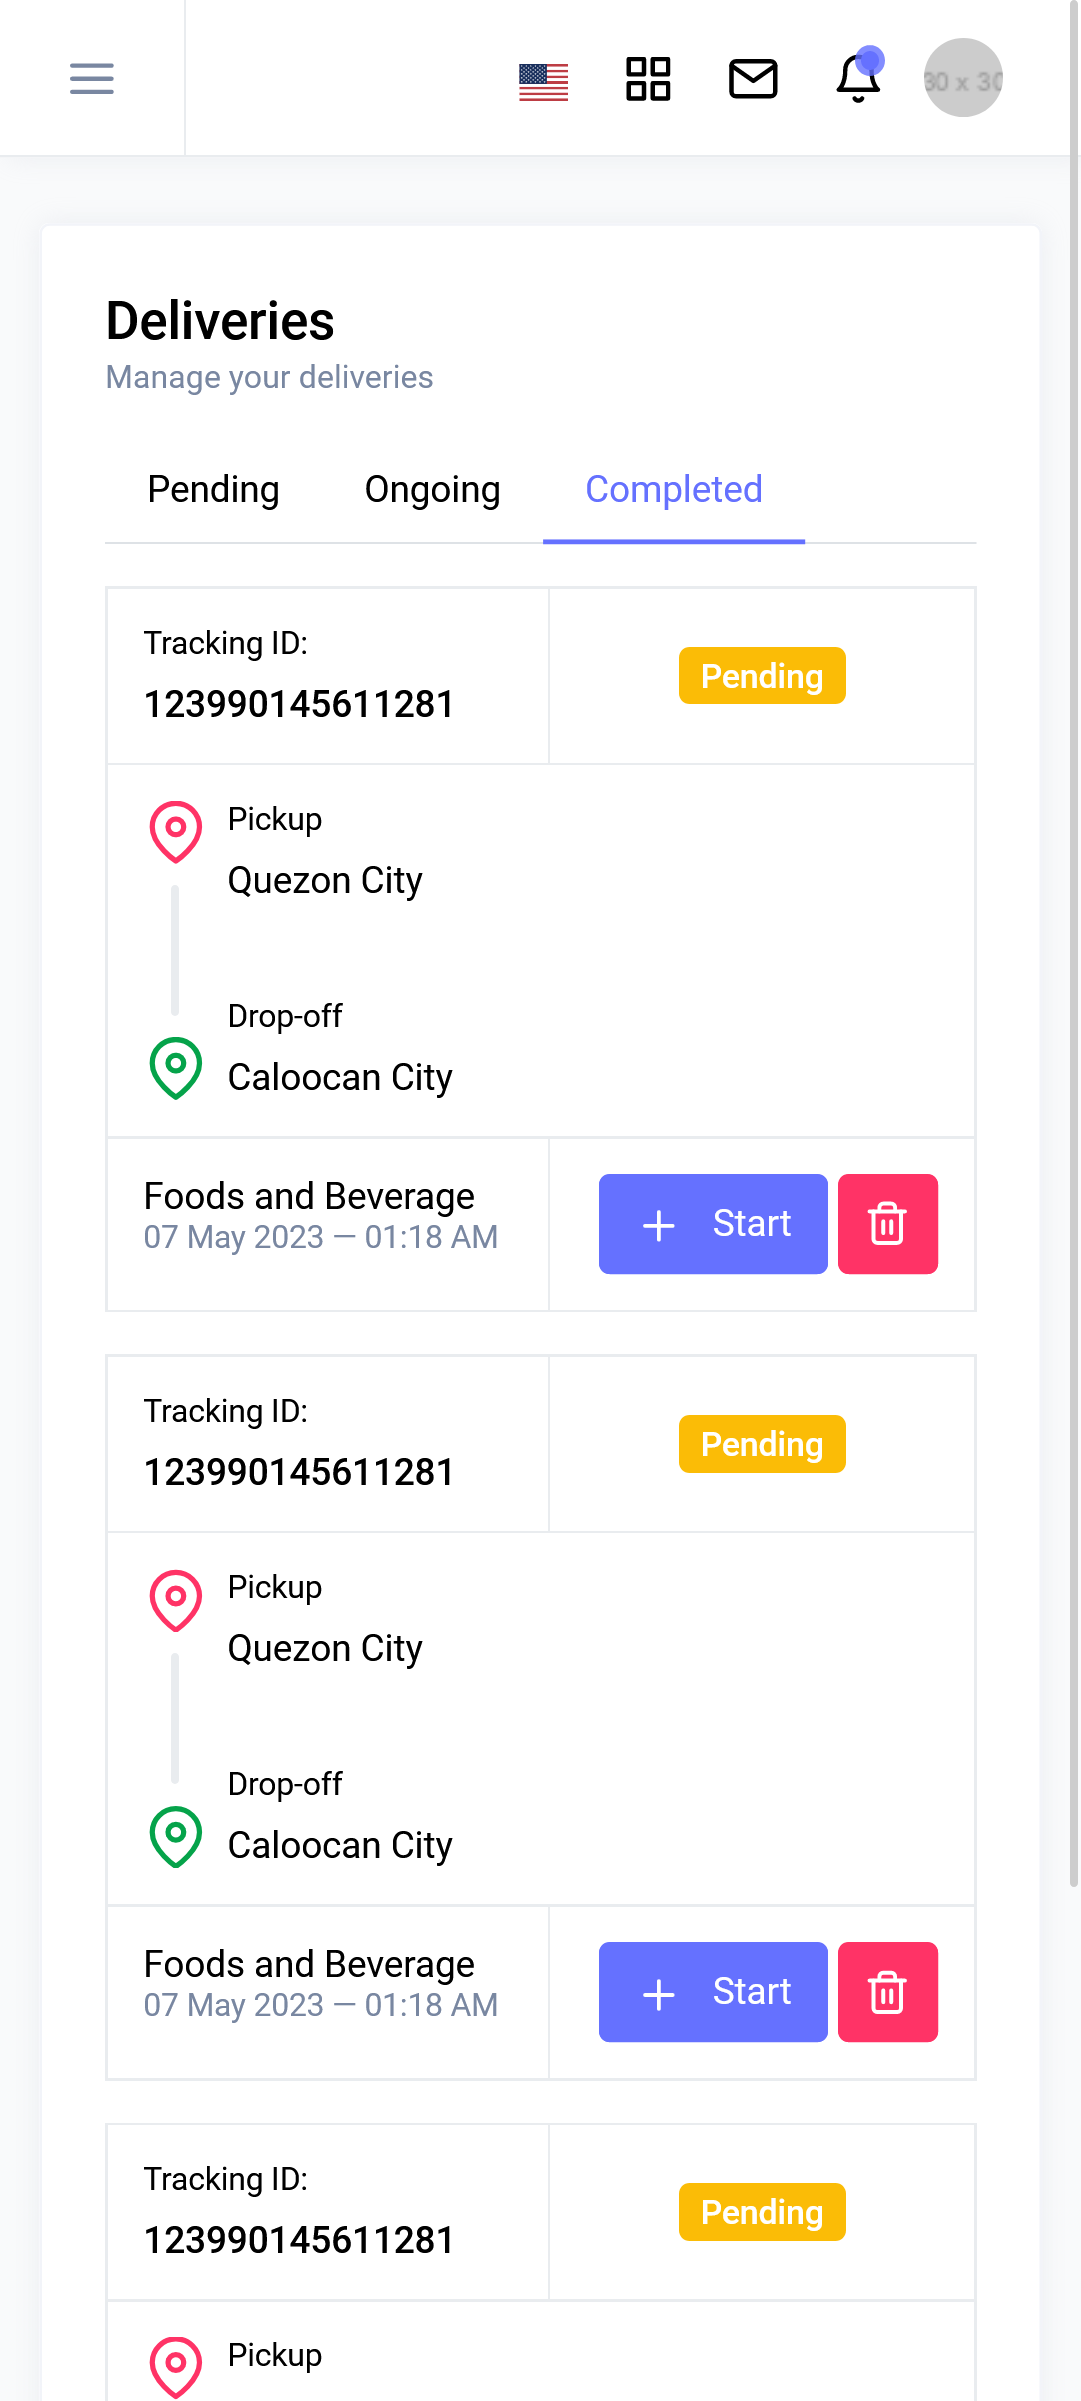 30 x 30
Deliveries
Manage your deliveries
Pending Ongoing Completed
Tracking ID:
123990145611281
Pending
Pickup
Quezon City
Drop-off
Caloocan City
Foods and Beverage
07 May 2023 — 01:18 AM
Start
Tracking ID:
123990145611281
Pending
Pickup
Quezon City
Drop-off
Caloocan City
Foods and Beverage
07 May 2023 — 01:18 AM
Start
Tracking ID:
123990145611281
Pending
Pickup